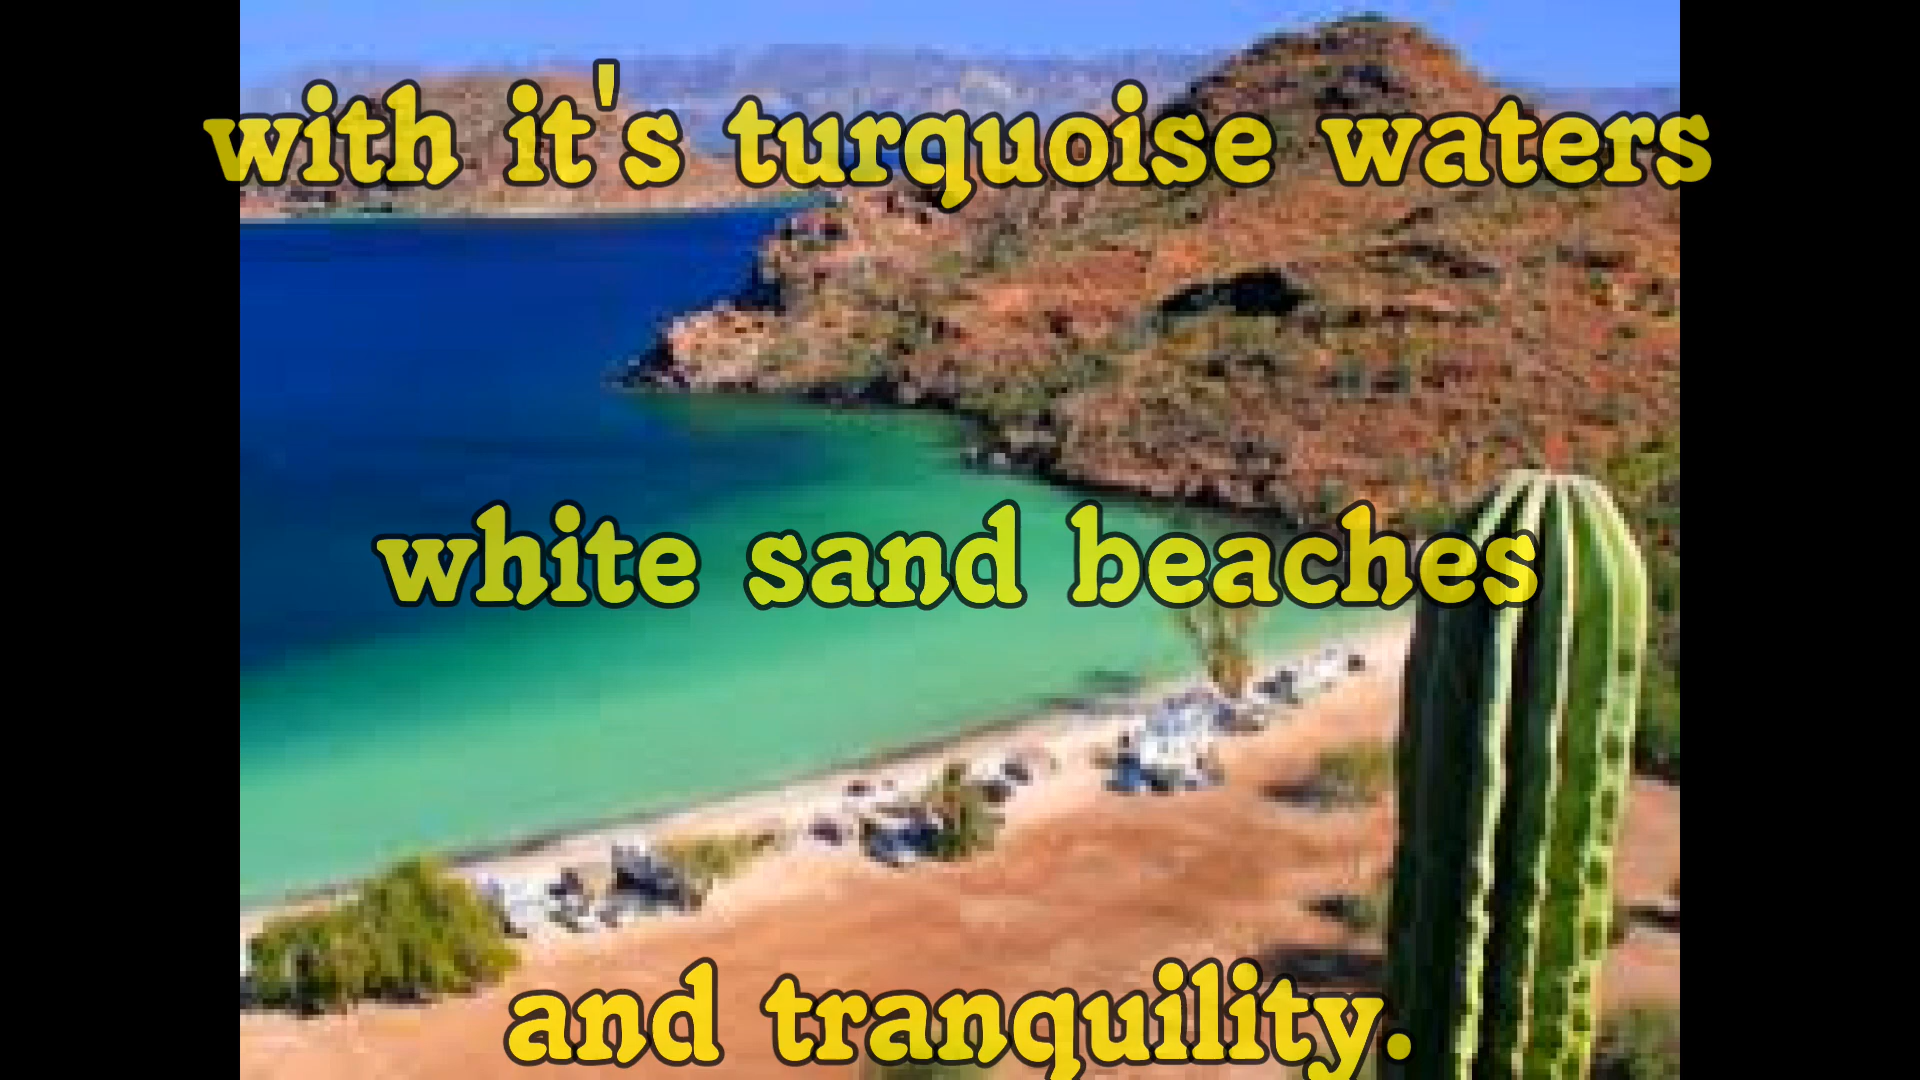 with it's turquoise waters
white sand beaches
and tranquility.